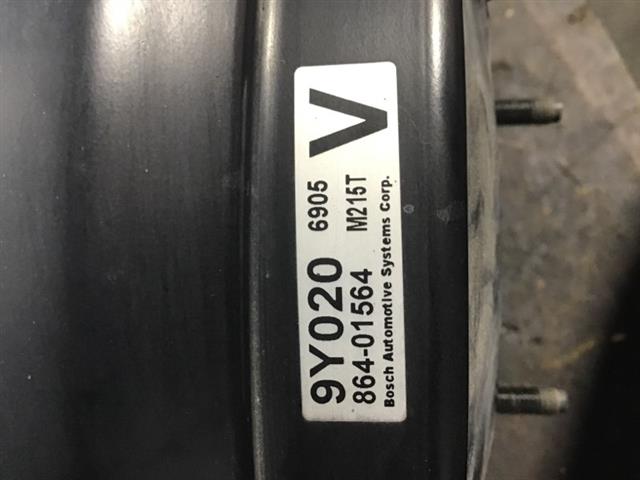 9Y020 6905 V
864-01564 M215T
Bosch Automotive Systems Corp.